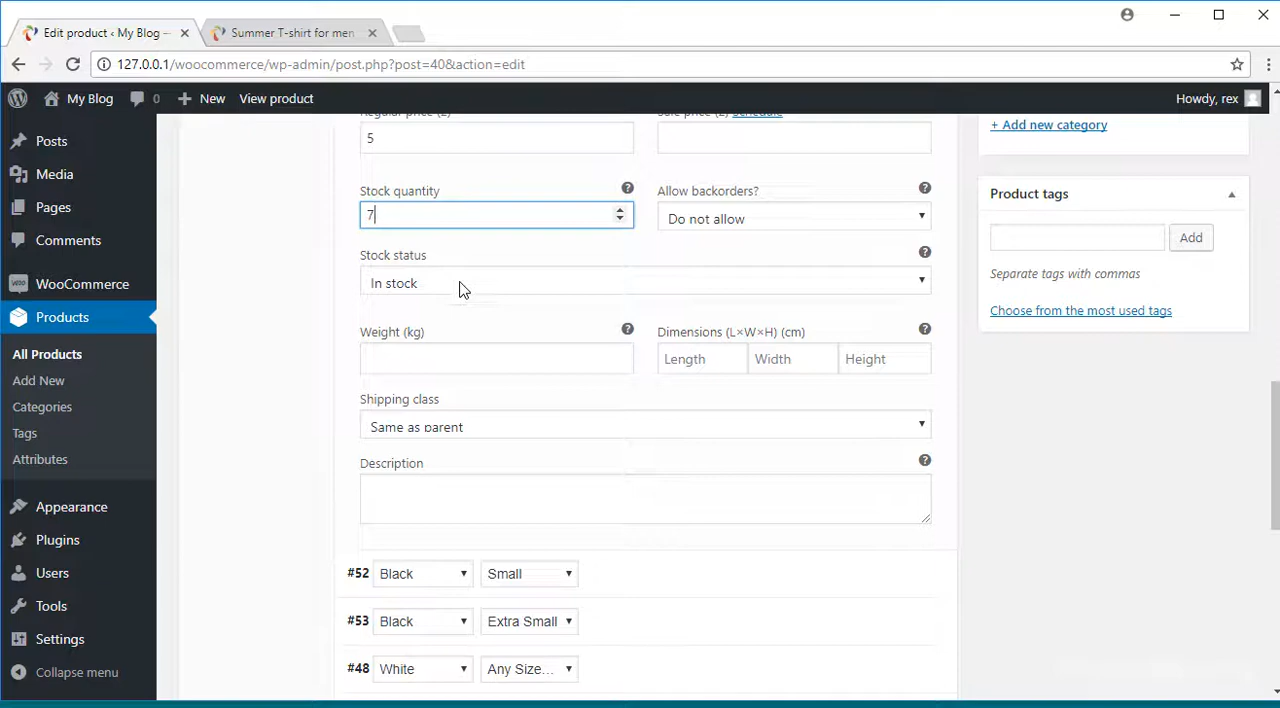 Edit product ‹ My Blog —
Summer T-shirt for men
127.0.0.1/woocommerce/wp-admin/post.php?post=40&action=edit
My Blog
0
New
View product
Howdy, rex
Posts
Media
Pages
Comments
WooCommerce
Products
All Products
Add New
Categories
Tags
Attributes
Appearance
Plugins
Users
Tools
Settings
Collapse menu
Regular price (£)
Sale price (£) Schedule
5
Stock quantity
Allow backorders?
7
Do not allow
Stock status
In stock
Weight (kg)
Dimensions (L×W×H) (cm)
Length
Width
Height
Shipping class
Same as parent
Description
#52 Black Small
#53 Black Extra Small
#48 White Any Size...
+ Add new category
Product tags
Add
Separate tags with commas
Choose from the most used tags